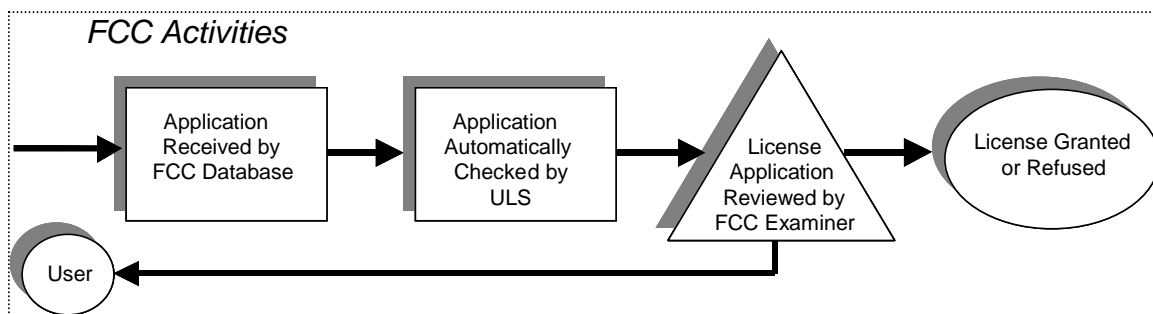 FCC Activities
Application
Received by
FCC Database
Application
Automatically
Checked by
ULS
License
Application
Reviewed by
FCC Examiner
License Granted
or Refused
User